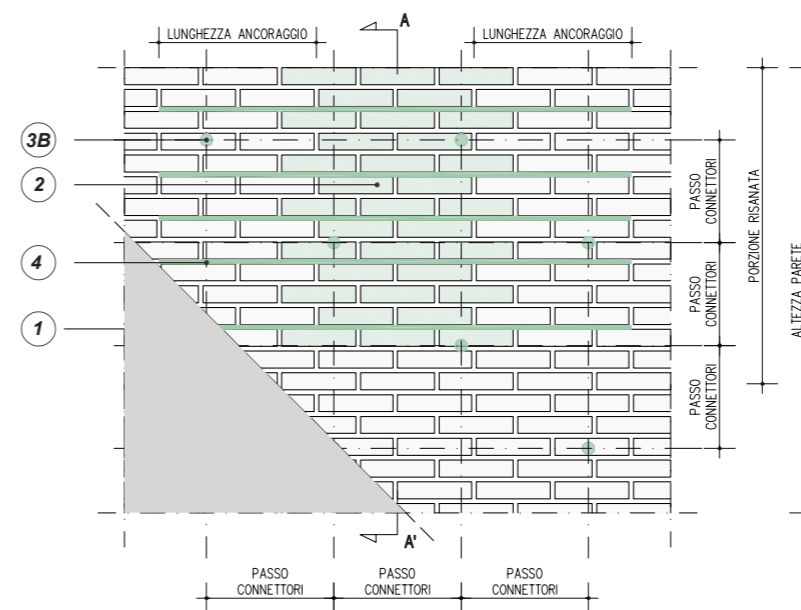 A
LUNGHEZZA ANCORAGGIO
LUNGHEZZA ANCORAGGIO
3B
2
4
1
PASSO
CONNETTORI
PASSO
CONNETTORI
PASSO
CONNETTORI
PORZIONE RISANATA
ALTEZZA PARETE
A'
PASSO
CONNETTORI
PASSO
CONNETTORI
PASSO
CONNETTORI